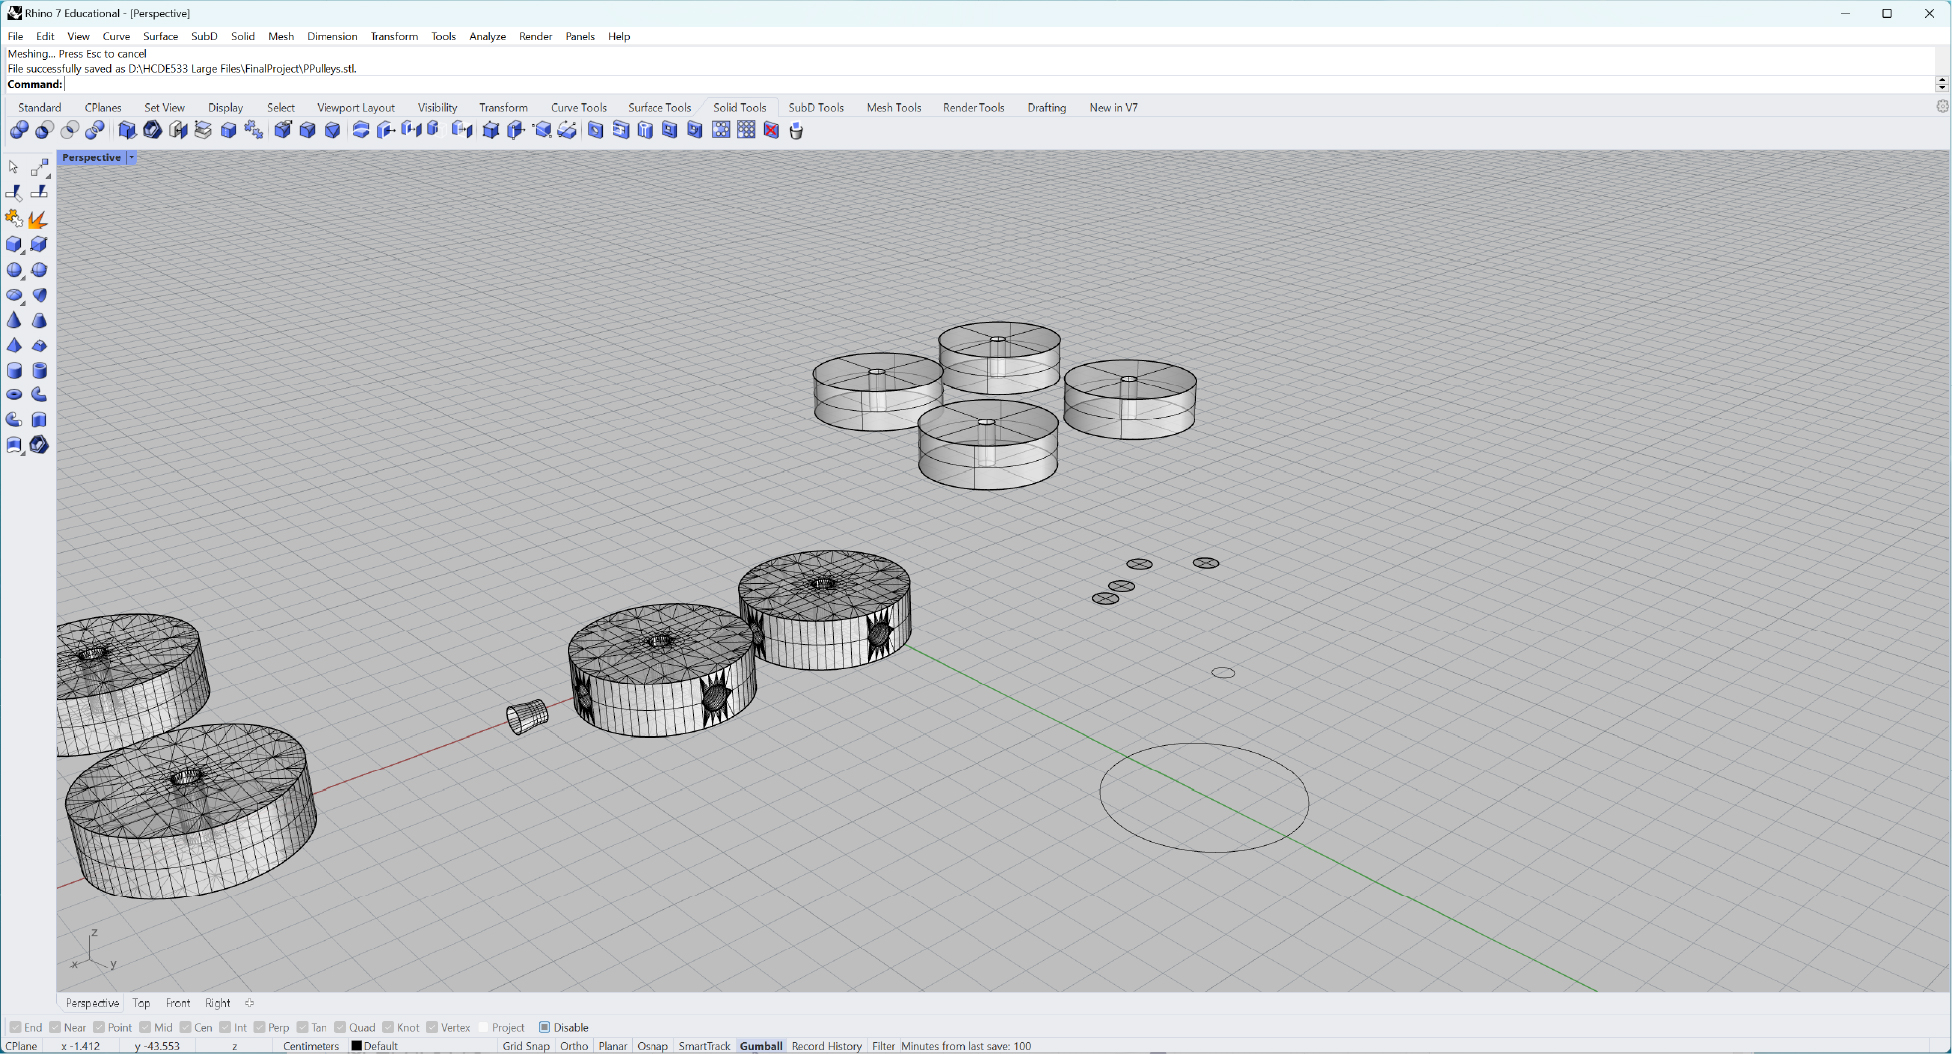 Rhino 7 Educational - [Perspective]
File Edit View Curve Surface SubD Solid Mesh Dimension Transform Tools Analyze Render Panels Help
Meshing... Press Esc to cancel
File successfully saved as D:\HCDE533 Large Files\FinalProject\PPulleys.stl.
Command:
Standard CPlanes Set View Display Select Viewport Layout Visibility Transform Curve Tools Surface Tools Solid Tools SubD Tools Mesh Tools Render Tools Drafting New in V7
Perspective
z
x y
Perspective Top Front Right
End Near Point Mid Cen Int Perp Tan Quad Knot Vertex Project Disable
CPlane x -1.412 y -43.553 z Centimeters Default Grid Snap Ortho Planar Osnap SmartTrack Gumball Record History Filter Minutes from last save: 100